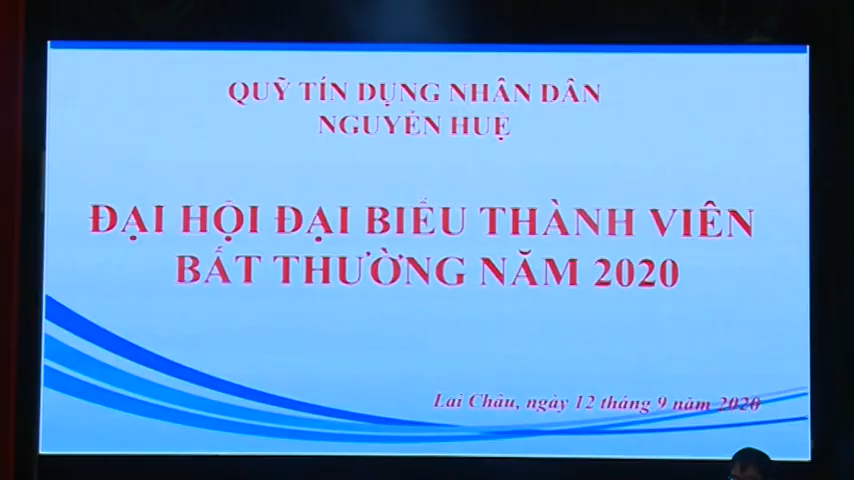 QUỸ TÍN DỤNG NHÂN DÂN
NGUYỄN HUỆ
ĐẠI HỘI ĐẠI BIỂU THÀNH VIÊN
BẤT THƯỜNG NĂM 2020
Lai Châu, ngày 12 tháng 9 năm 2020